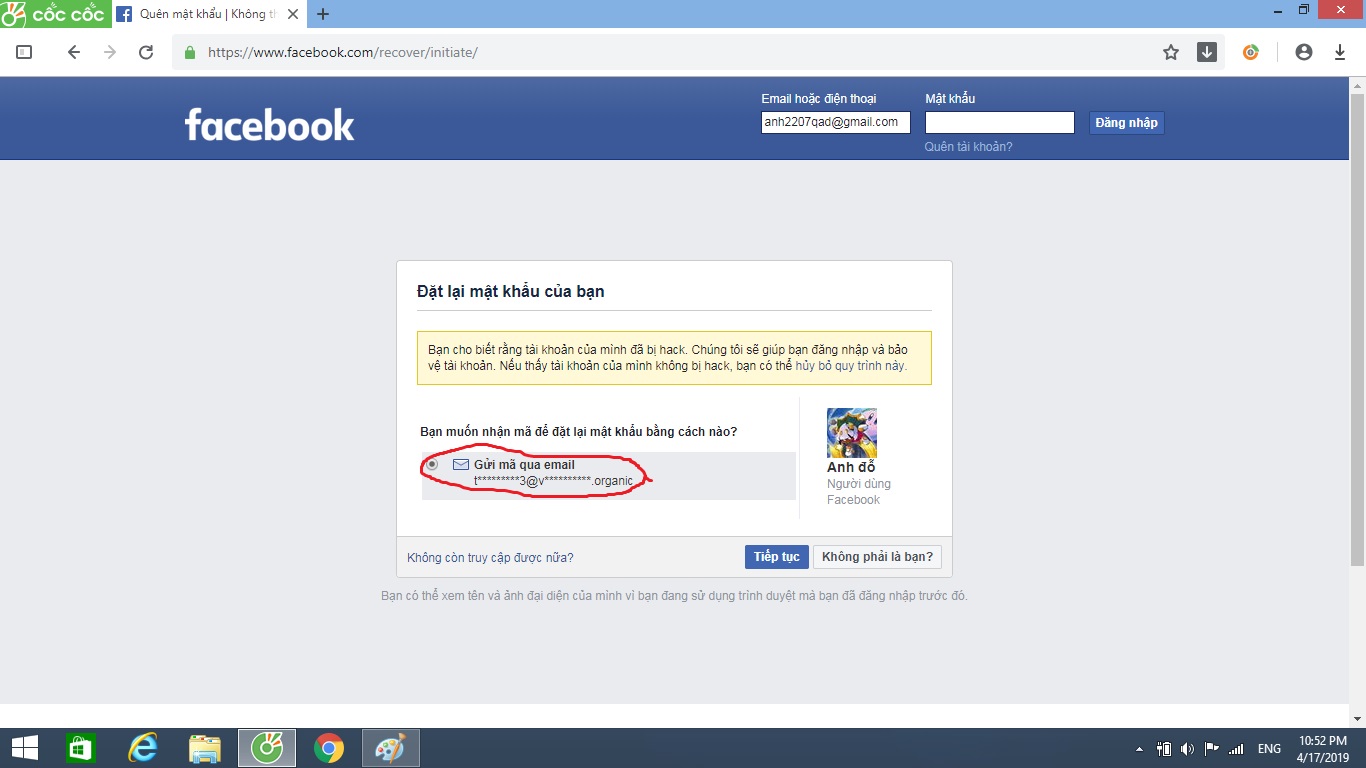 cốc cốc
Quên mật khẩu | Không th
https://www.facebook.com/recover/initiate/
facebook
Email hoặc điện thoại
Mật khẩu
anh2207qad@gmail.com
Đăng nhập
Quên tài khoản?
Đặt lại mật khẩu của bạn
Bạn cho biết rằng tài khoản của mình đã bị hack. Chúng tôi sẽ giúp bạn đăng nhập và bảo
vệ tài khoản. Nếu thấy tài khoản của mình không bị hack, bạn có thể hủy bỏ quy trình này.
Bạn muốn nhận mã để đặt lại mật khẩu bằng cách nào?
Gửi mã qua email
t*********3@v**********.organic
Anh đỗ
Người dùng
Facebook
Không còn truy cập được nữa?
Tiếp tục
Không phải là bạn?
Bạn có thể xem tên và ảnh đại diện của mình vì bạn đang sử dụng trình duyệt mà bạn đã đăng nhập trước đó.
ENG
10:52 PM
4/17/2019